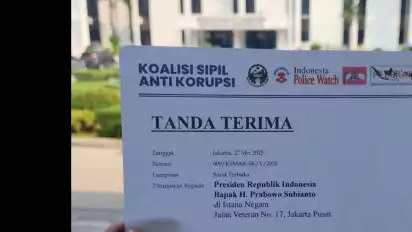 KOALISI SIPIL
ANTI KORUPSI
Indonesia
Police Watch
TANDA TERIMA
Tanggal : Jakarta, 27 Mei 2025
Nomor
Lampiran : Surat Terbuka
Kepada : Presiden Republik Indonesia
Bapak H. Prabowo Subianto
di Istana Negara
Jalan Veteran No. 17, Jakarta Pusat